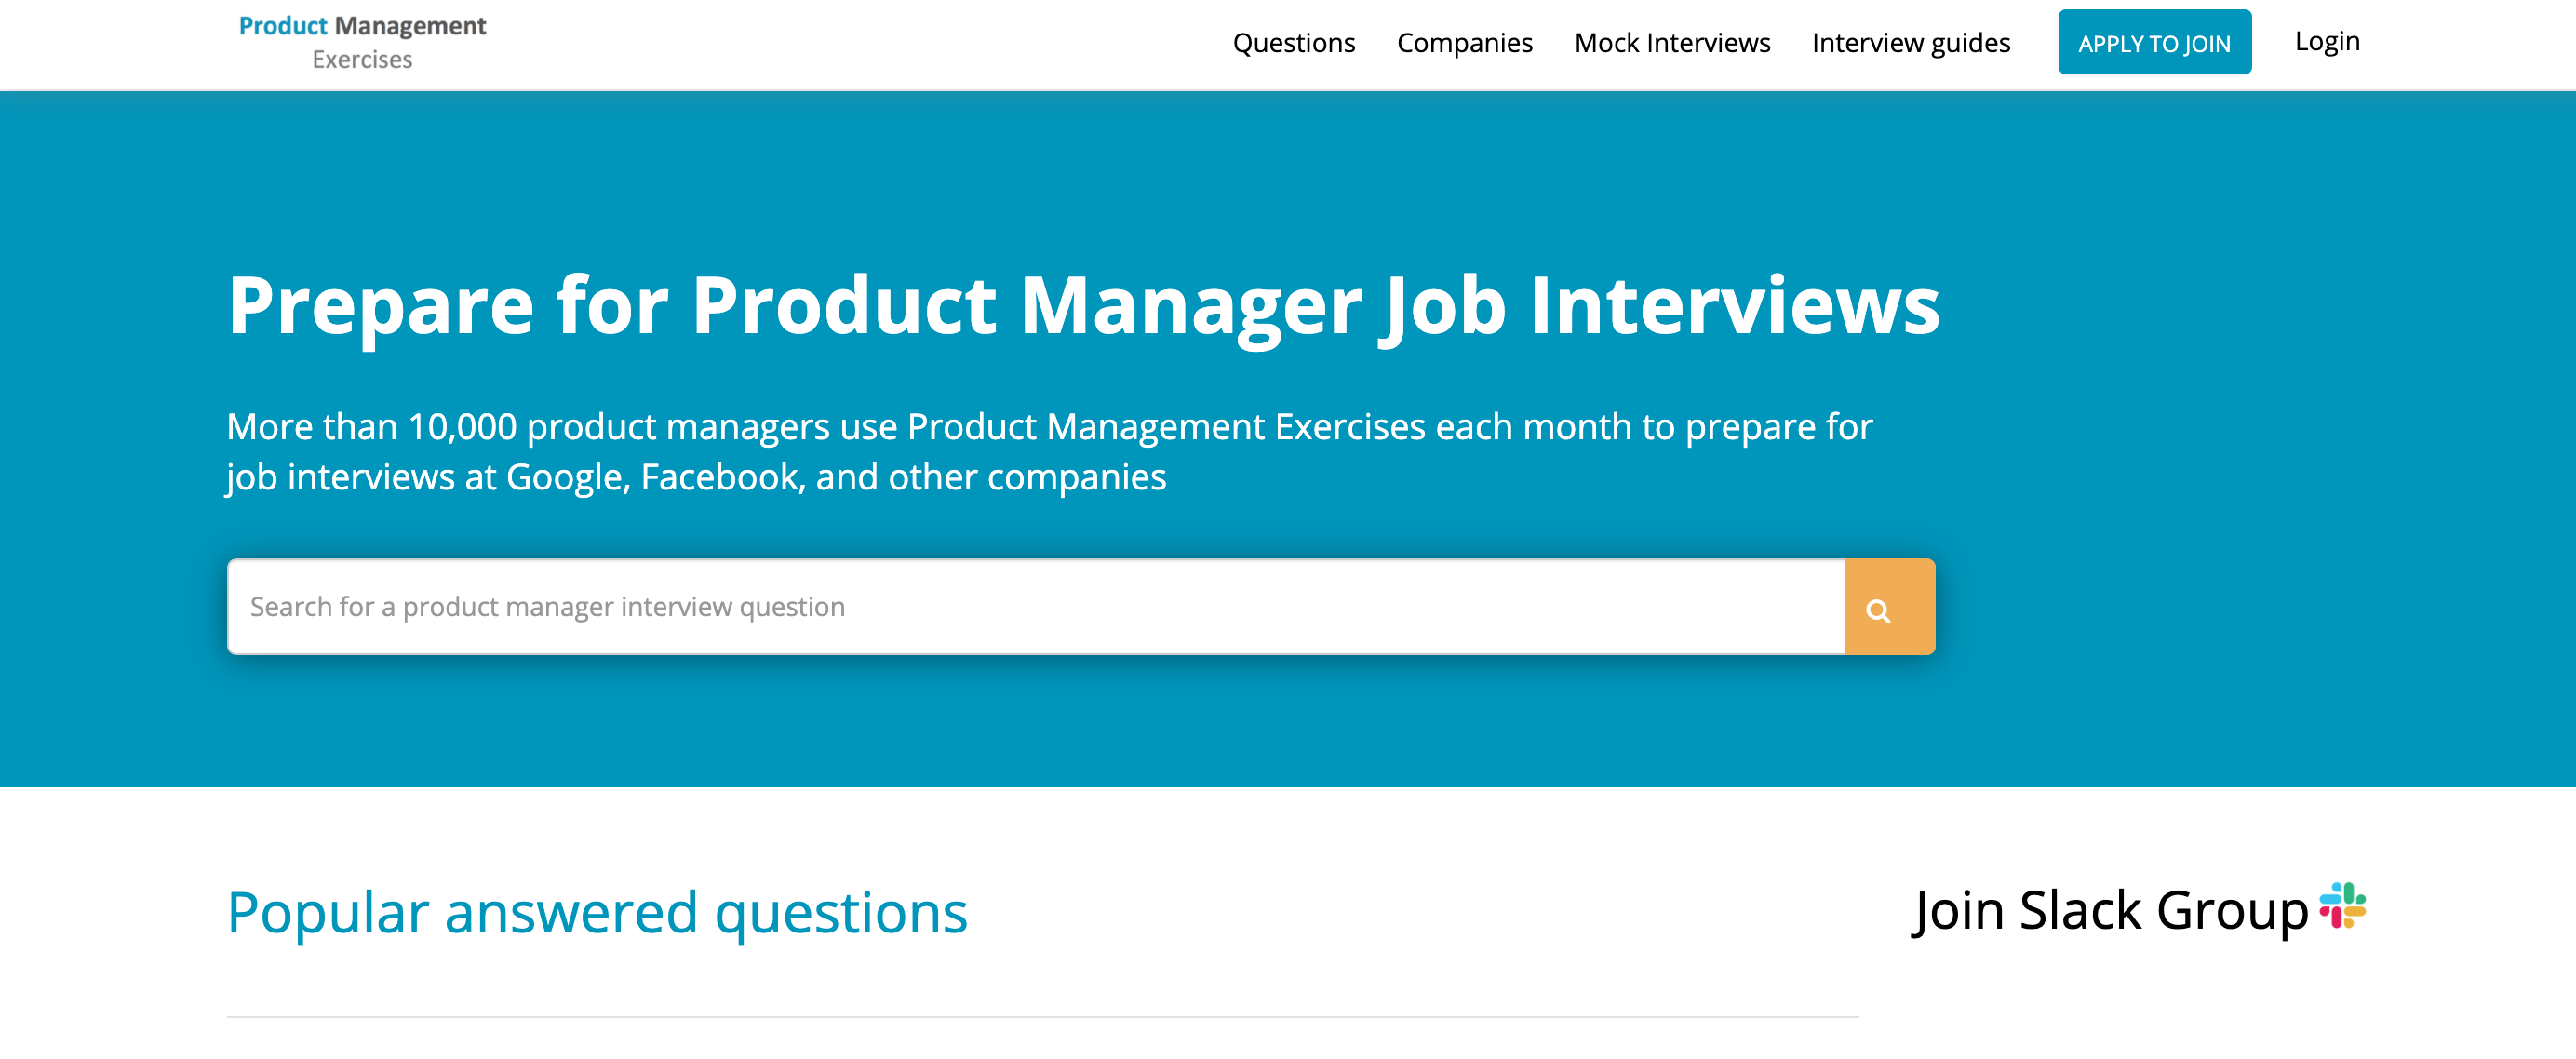 Product Management
Exercises
Questions
Companies
Mock Interviews
Interview guides
APPLY TO JOIN
Login
Prepare for Product Manager Job Interviews
More than 10,000 product managers use Product Management Exercises each month to prepare for
job interviews at Google, Facebook, and other companies
Search for a product manager interview question
Popular answered questions
Join Slack Group